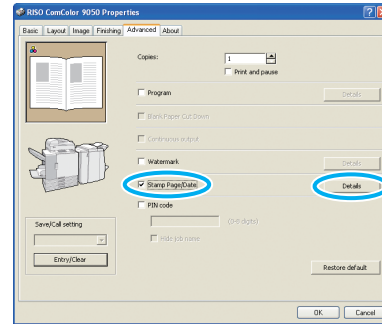 RISO ComColor 9050 Properties
Basic Layout Image Finishing Advanced About
Copies: 1
Print and pause
Program Details
Blank Paper Cut Down
Continuous output
Watermark Details
Stamp Page/Date Details
PIN code
(0-8 digits)
Hide job name
Save/Call setting
Entry/Clear
Restore default
OK Cancel